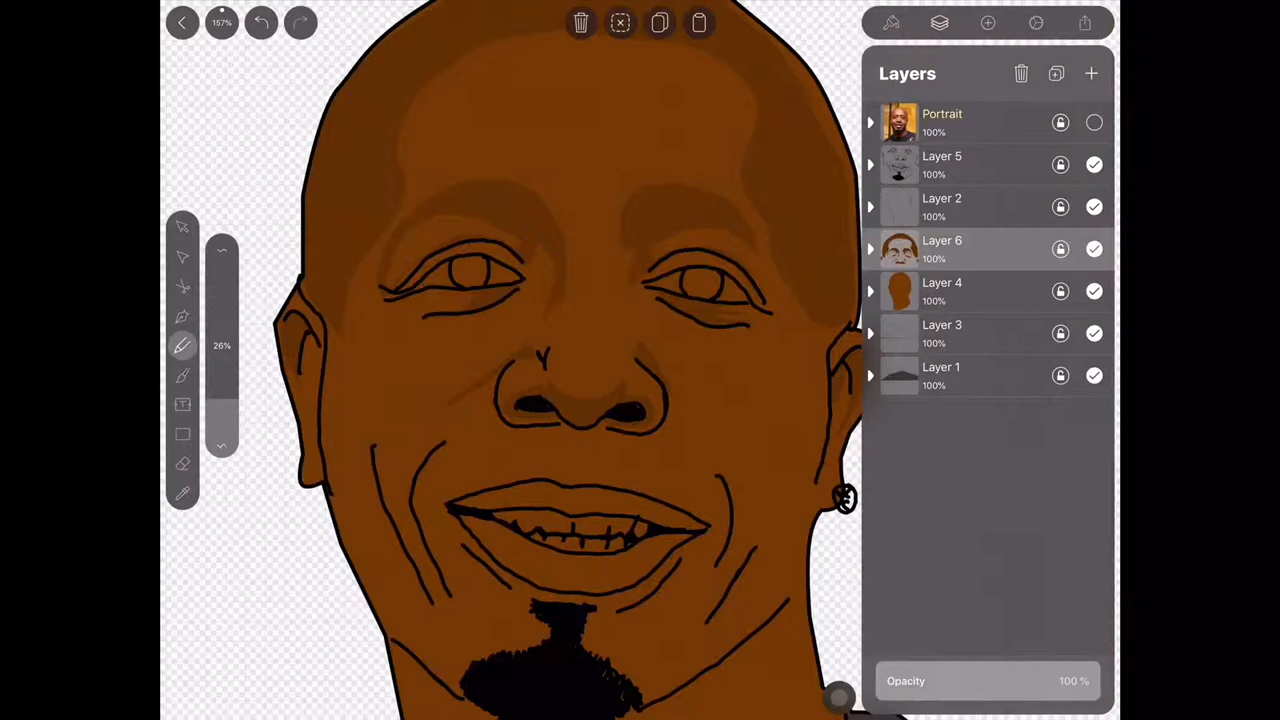 157%
Layers
Portrait
100%
Layer 5
100%
Layer 2
100%
Layer 6
100%
Layer 4
100%
Layer 3
100%
Layer 1
100%
26%
T
Opacity 100 %